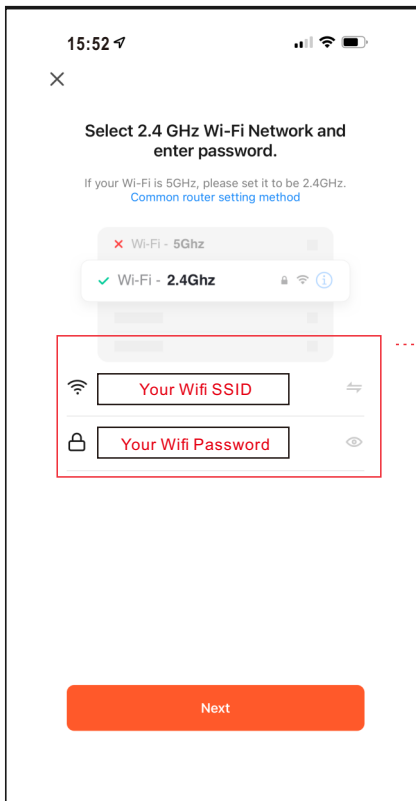 15:52
Select 2.4 GHz Wi-Fi Network and
enter password.
If your Wi-Fi is 5GHz, please set it to be 2.4GHz.
Common router setting method
Wi-Fi - 5Ghz
Wi-Fi - 2.4Ghz
Your Wifi SSID
Your Wifi Password
Next